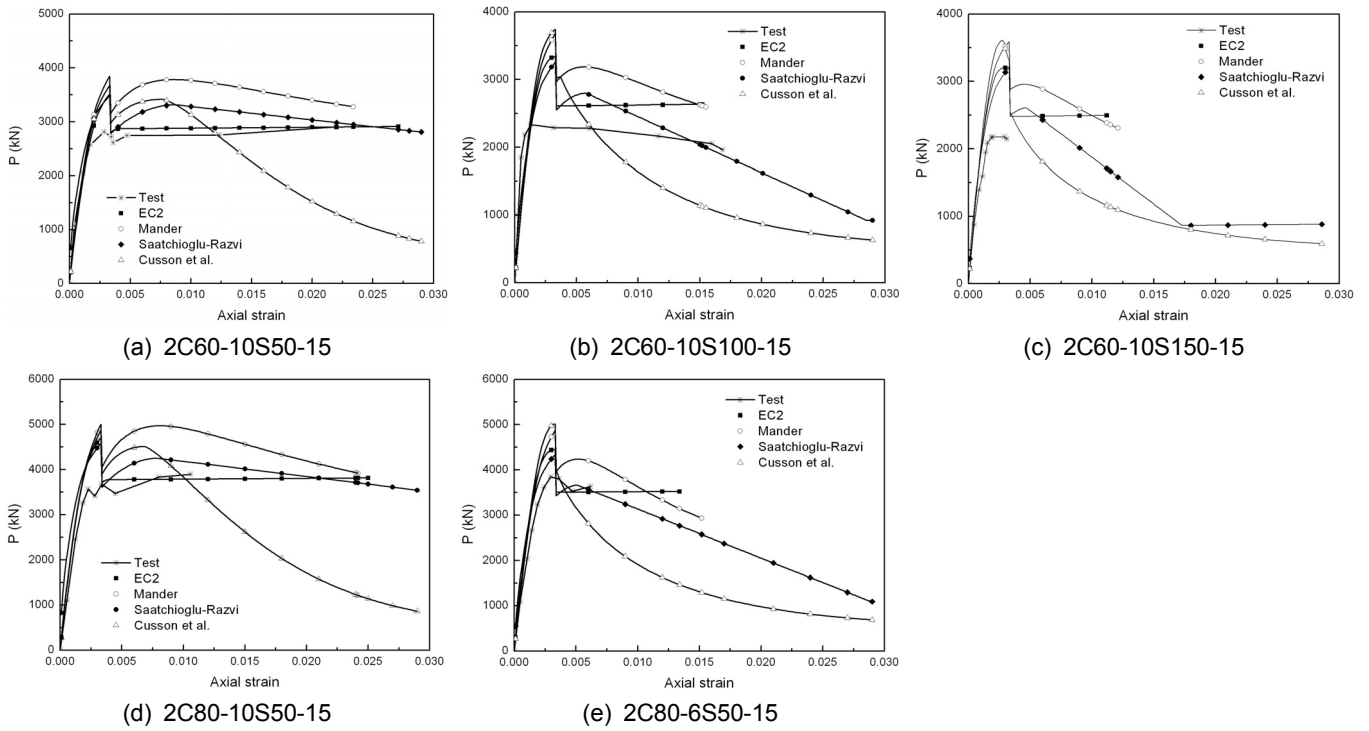 5000
4000
3000
2000
1000
0
P (kN)
0.000 0.005 0.010 0.015 0.020 0.025 0.030
Axial strain
Test
EC2
Mander
Saatchioglu-Razvi
Cusson et al.
(a) 2C60-10S50-15
4000
3000
2000
1000
0
P (kN)
0.000 0.005 0.010 0.015 0.020 0.025 0.030
Axial strain
Test
EC2
Mander
Saatchioglu-Razvi
Cusson et al.
(b) 2C60-10S100-15
4000
3000
2000
1000
0
P (kN)
0.000 0.005 0.010 0.015 0.020 0.025 0.030
Axial strain
Test
EC2
Mander
Saatchioglu-Razvi
Cusson et al.
(c) 2C60-10S150-15
6000
5000
4000
3000
2000
1000
0
P (kN)
0.000 0.005 0.010 0.015 0.020 0.025 0.030
Axial strain
Test
EC2
Mander
Saatchioglu-Razvi
Cusson et al.
(d) 2C80-10S50-15
6000
5000
4000
3000
2000
1000
0
P (kN)
0.000 0.005 0.010 0.015 0.020 0.025 0.030
Axial strain
Test
EC2
Mander
Saatchioglu-Razvi
Cusson et al.
(e) 2C80-6S50-15